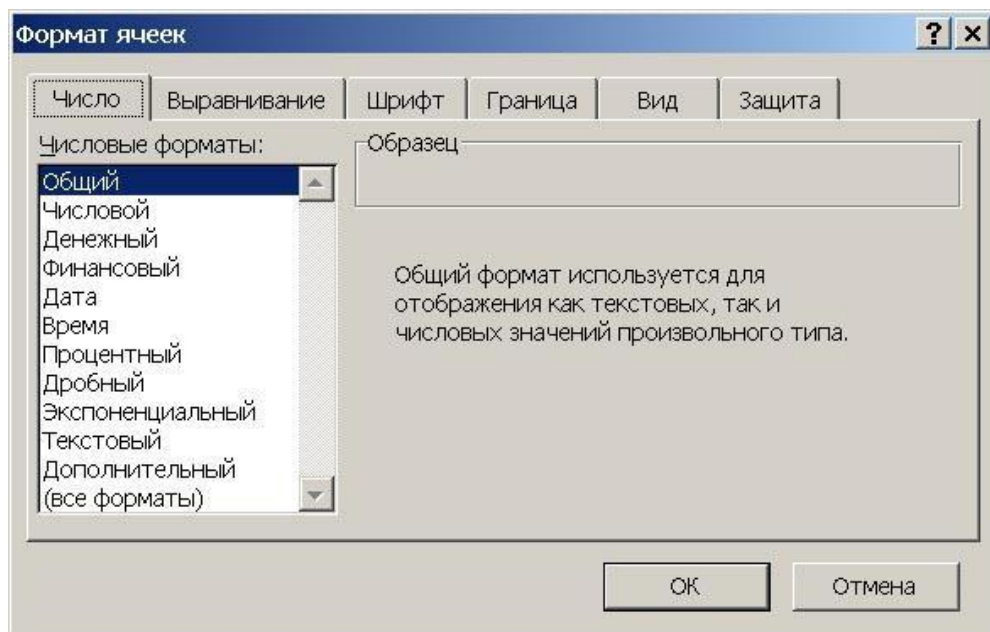 Формат ячеек
Число Выравнивание Шрифт Граница Вид Защита
Числовые форматы:
Общий
Числовой
Денежный
Финансовый
Дата
Время
Процентный
Дробный
Экспоненциальный
Текстовый
Дополнительный
(все форматы)
Образец
Общий формат используется для
отображения как текстовых, так и
числовых значений произвольного типа.
ОК Отмена